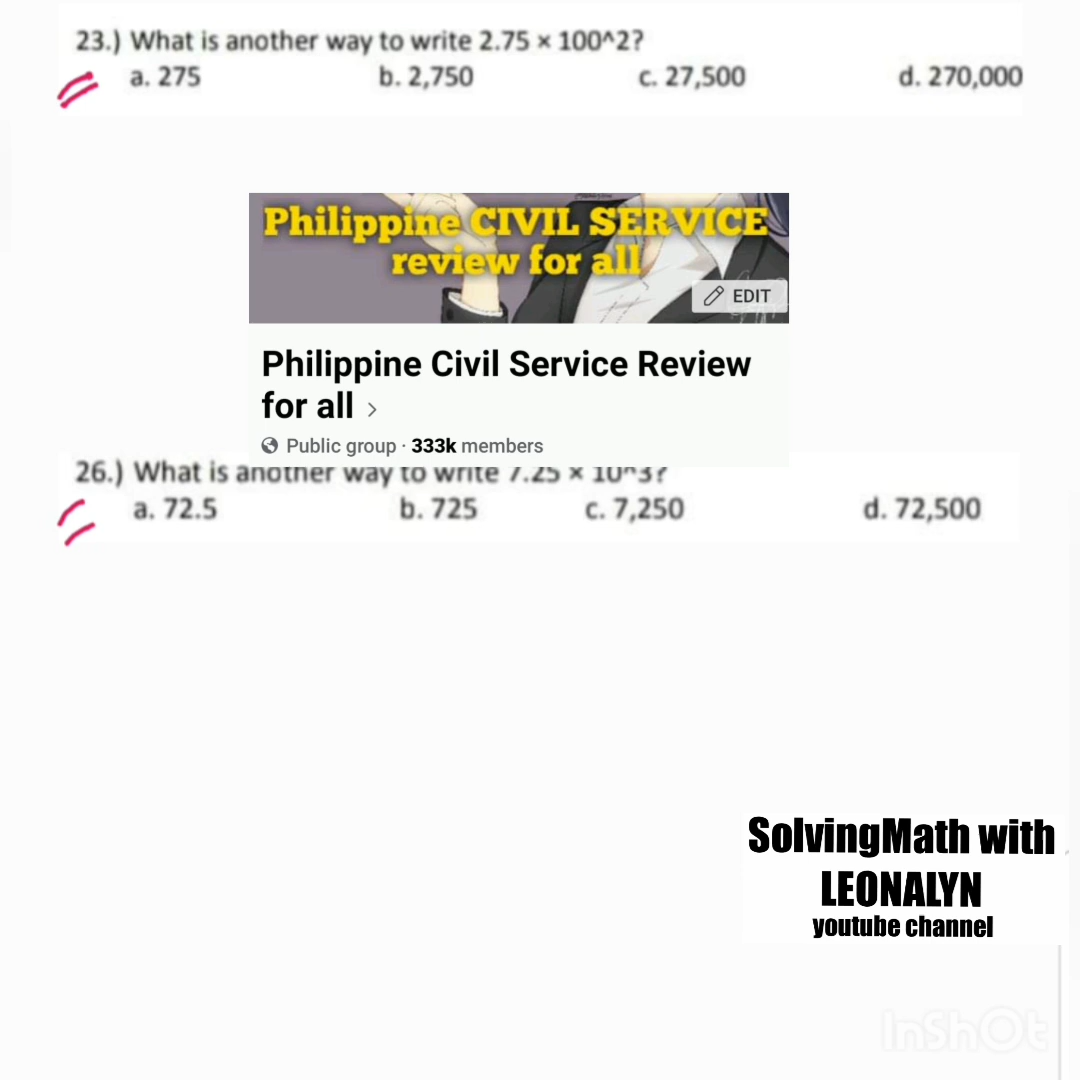 23.) What is another way to write 2.75 × 100^2?
a. 275 b. 2,750 c. 27,500 d. 270,000
Philippine CIVIL SERVICE
review for all
EDIT
Philippine Civil Service Review
for all >
Public group · 333k members
26.) What is another way to write 7.25 × 10^3?
a. 72.5 b. 725 c. 7,250 d. 72,500
SolvingMath with
LEONALYN
youtube channel
InShOt